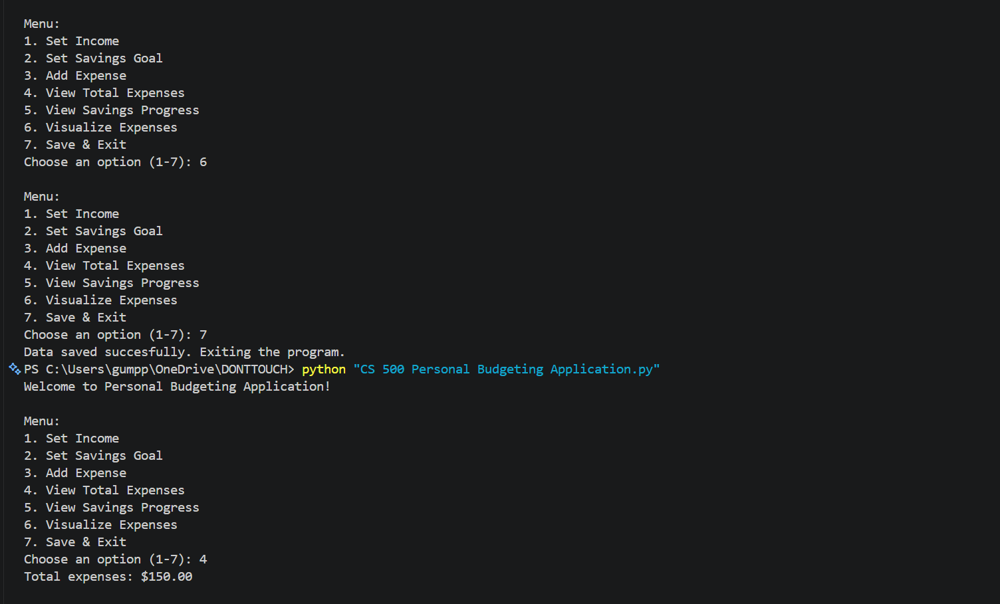 Menu:
1. Set Income
2. Set Savings Goal
3. Add Expense
4. View Total Expenses
5. View Savings Progress
6. Visualize Expenses
7. Save & Exit
Choose an option (1-7): 6
Menu:
1. Set Income
2. Set Savings Goal
3. Add Expense
4. View Total Expenses
5. View Savings Progress
6. Visualize Expenses
7. Save & Exit
Choose an option (1-7): 7
Data saved succesfully. Exiting the program.
PS C:\Users\gumpp\OneDrive\DONTTOUCH> python "CS 500 Personal Budgeting Application.py"
Welcome to Personal Budgeting Application!
Menu:
1. Set Income
2. Set Savings Goal
3. Add Expense
4. View Total Expenses
5. View Savings Progress
6. Visualize Expenses
7. Save & Exit
Choose an option (1-7): 4
Total expenses: $150.00